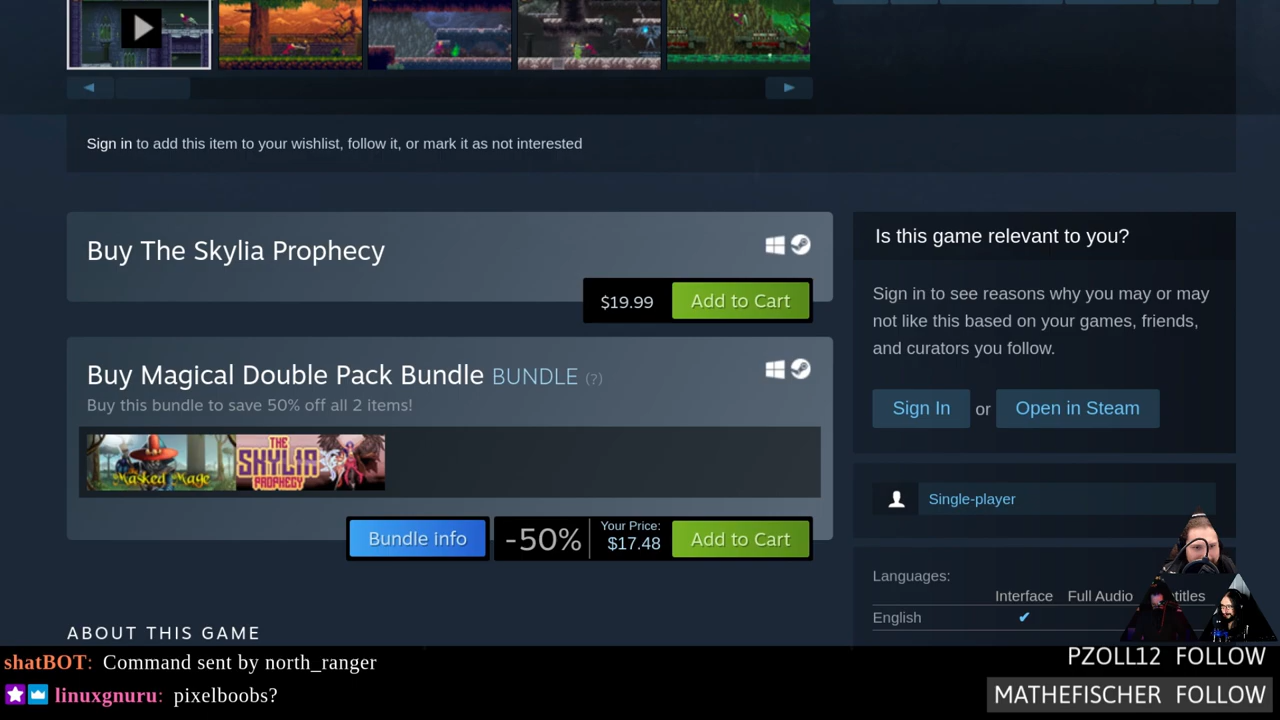 Sign in to add this item to your wishlist, follow it, or mark it as not interested
Buy The Skylia Prophecy
$19.99
Add to Cart
Buy Magical Double Pack Bundle BUNDLE (?)
Buy this bundle to save 50% off all 2 items!
Masked Mage
THE SKYLIA PROPHECY
Bundle info
-50%
Your Price:
$17.48
Add to Cart
ABOUT THIS GAME
Is this game relevant to you?
Sign in to see reasons why you may or may
not like this based on your games, friends,
and curators you follow.
Sign In or Open in Steam
Single-player
Languages:
Interface Full Audio
English ✔
shatBOT: Command sent by north_ranger
linuxgnuru: pixelboobs?
PZOLL12 FOLLOW
MATHEFISCHER FOLLOW